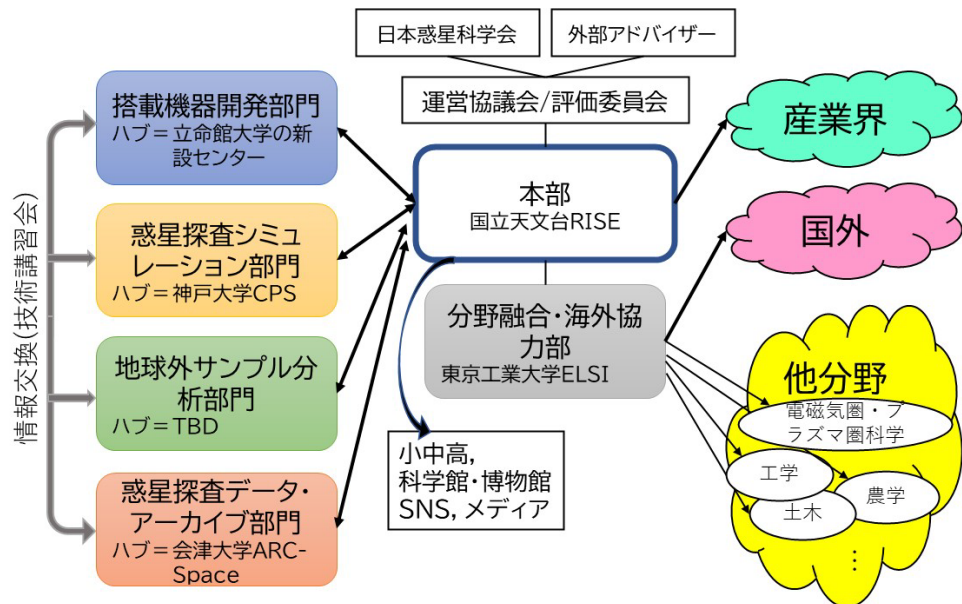 日本惑星科学会
外部アドバイザー
運営協議会/評価委員会
情報交換(技術講習会)
搭載機器開発部門
ハブ＝立命館大学の新
設センター
惑星探査シミュ
レーション部門
ハブ＝神戸大学CPS
地球外サンプル分
析部門
ハブ＝TBD
惑星探査データ・
アーカイブ部門
ハブ＝会津大学ARC-
Space
本部
国立天文台RISE
分野融合・海外協
力部
東京工業大学ELSI
小中高,
科学館・博物館
SNS, メディア
産業界
国外
他分野
電磁気圏・プ
ラズマ圏科学
工学
農学
土木
…